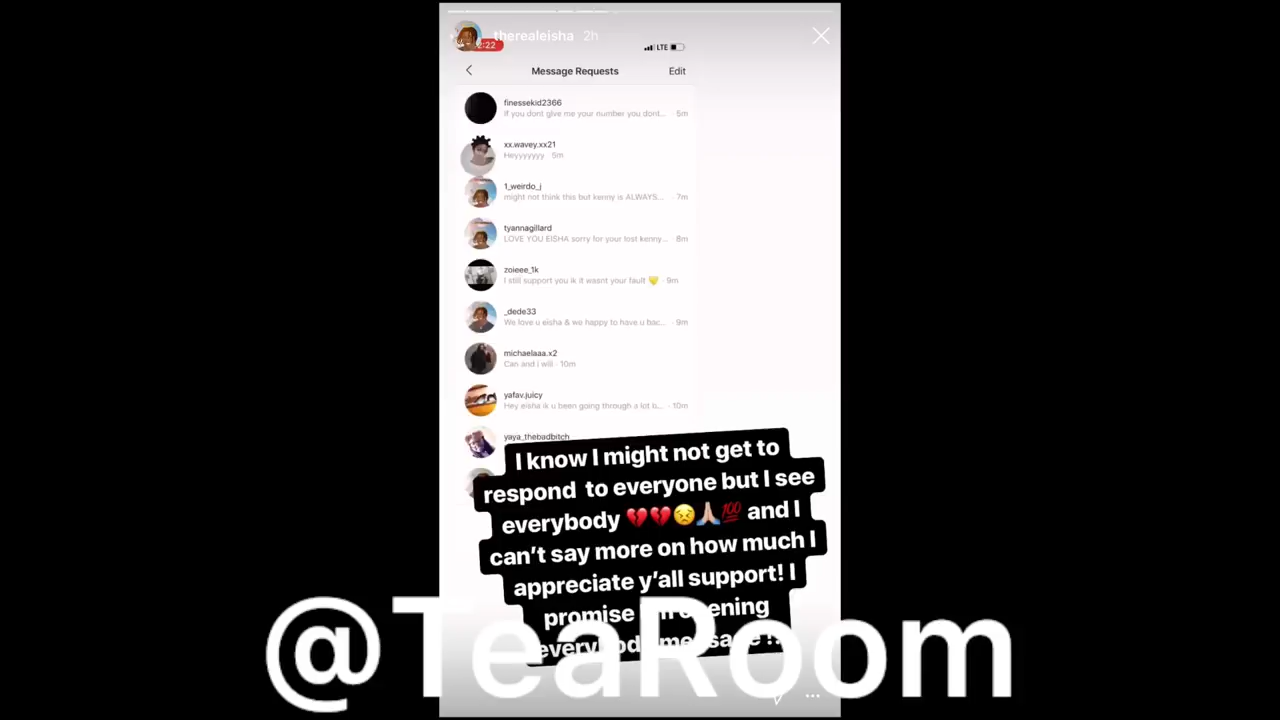 therealeisha 2h
2:22
LTE
Message Requests Edit
finessekid2366
if you dont give me your number you dont... 5m
xx.wavey.xx21
Heyyyyyyy · 5m
1_weirdo_j
might not think this but kenny is ALWAYS... · 7m
tyannagillard
LOVE YOU EISHA sorry for your lost kenny... 8m
zoieee_1k
I still support you ik it wasnt your fault 💛 · 9m
_dede33
We love u eisha & we happy to have u bac... · 9m
michaelaaa.x2
Can and i will · 10m
yafav.juicy
Hey eisha ik u been going through a lot b... · 10m
yaya_thebadbitch
I know I might not get to
respond to everyone but I see
everybody 💔💔😣🙏🏼💯 and I
can't say more on how much I
appreciate y'all support! I
promise
@TeaRoom